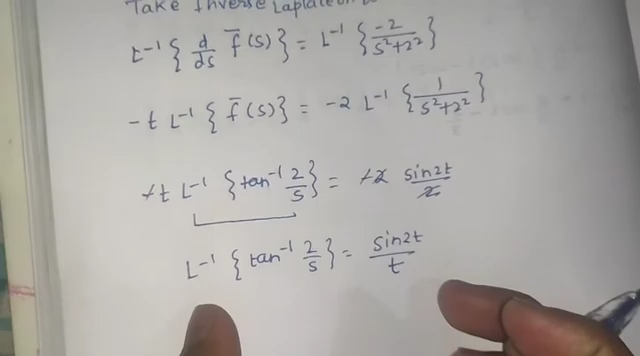 Take Inverse Laplace on
L⁻¹ { d/ds f̄(s) } = L⁻¹ { -2/(s²+2²) }
-t L⁻¹ { f̄(s) } = -2 L⁻¹ { 1/(s²+2²) }
+t L⁻¹ { tan⁻¹ 2/s } = +2 sin2t/2
L⁻¹ { tan⁻¹ 2/s } = sin2t/t